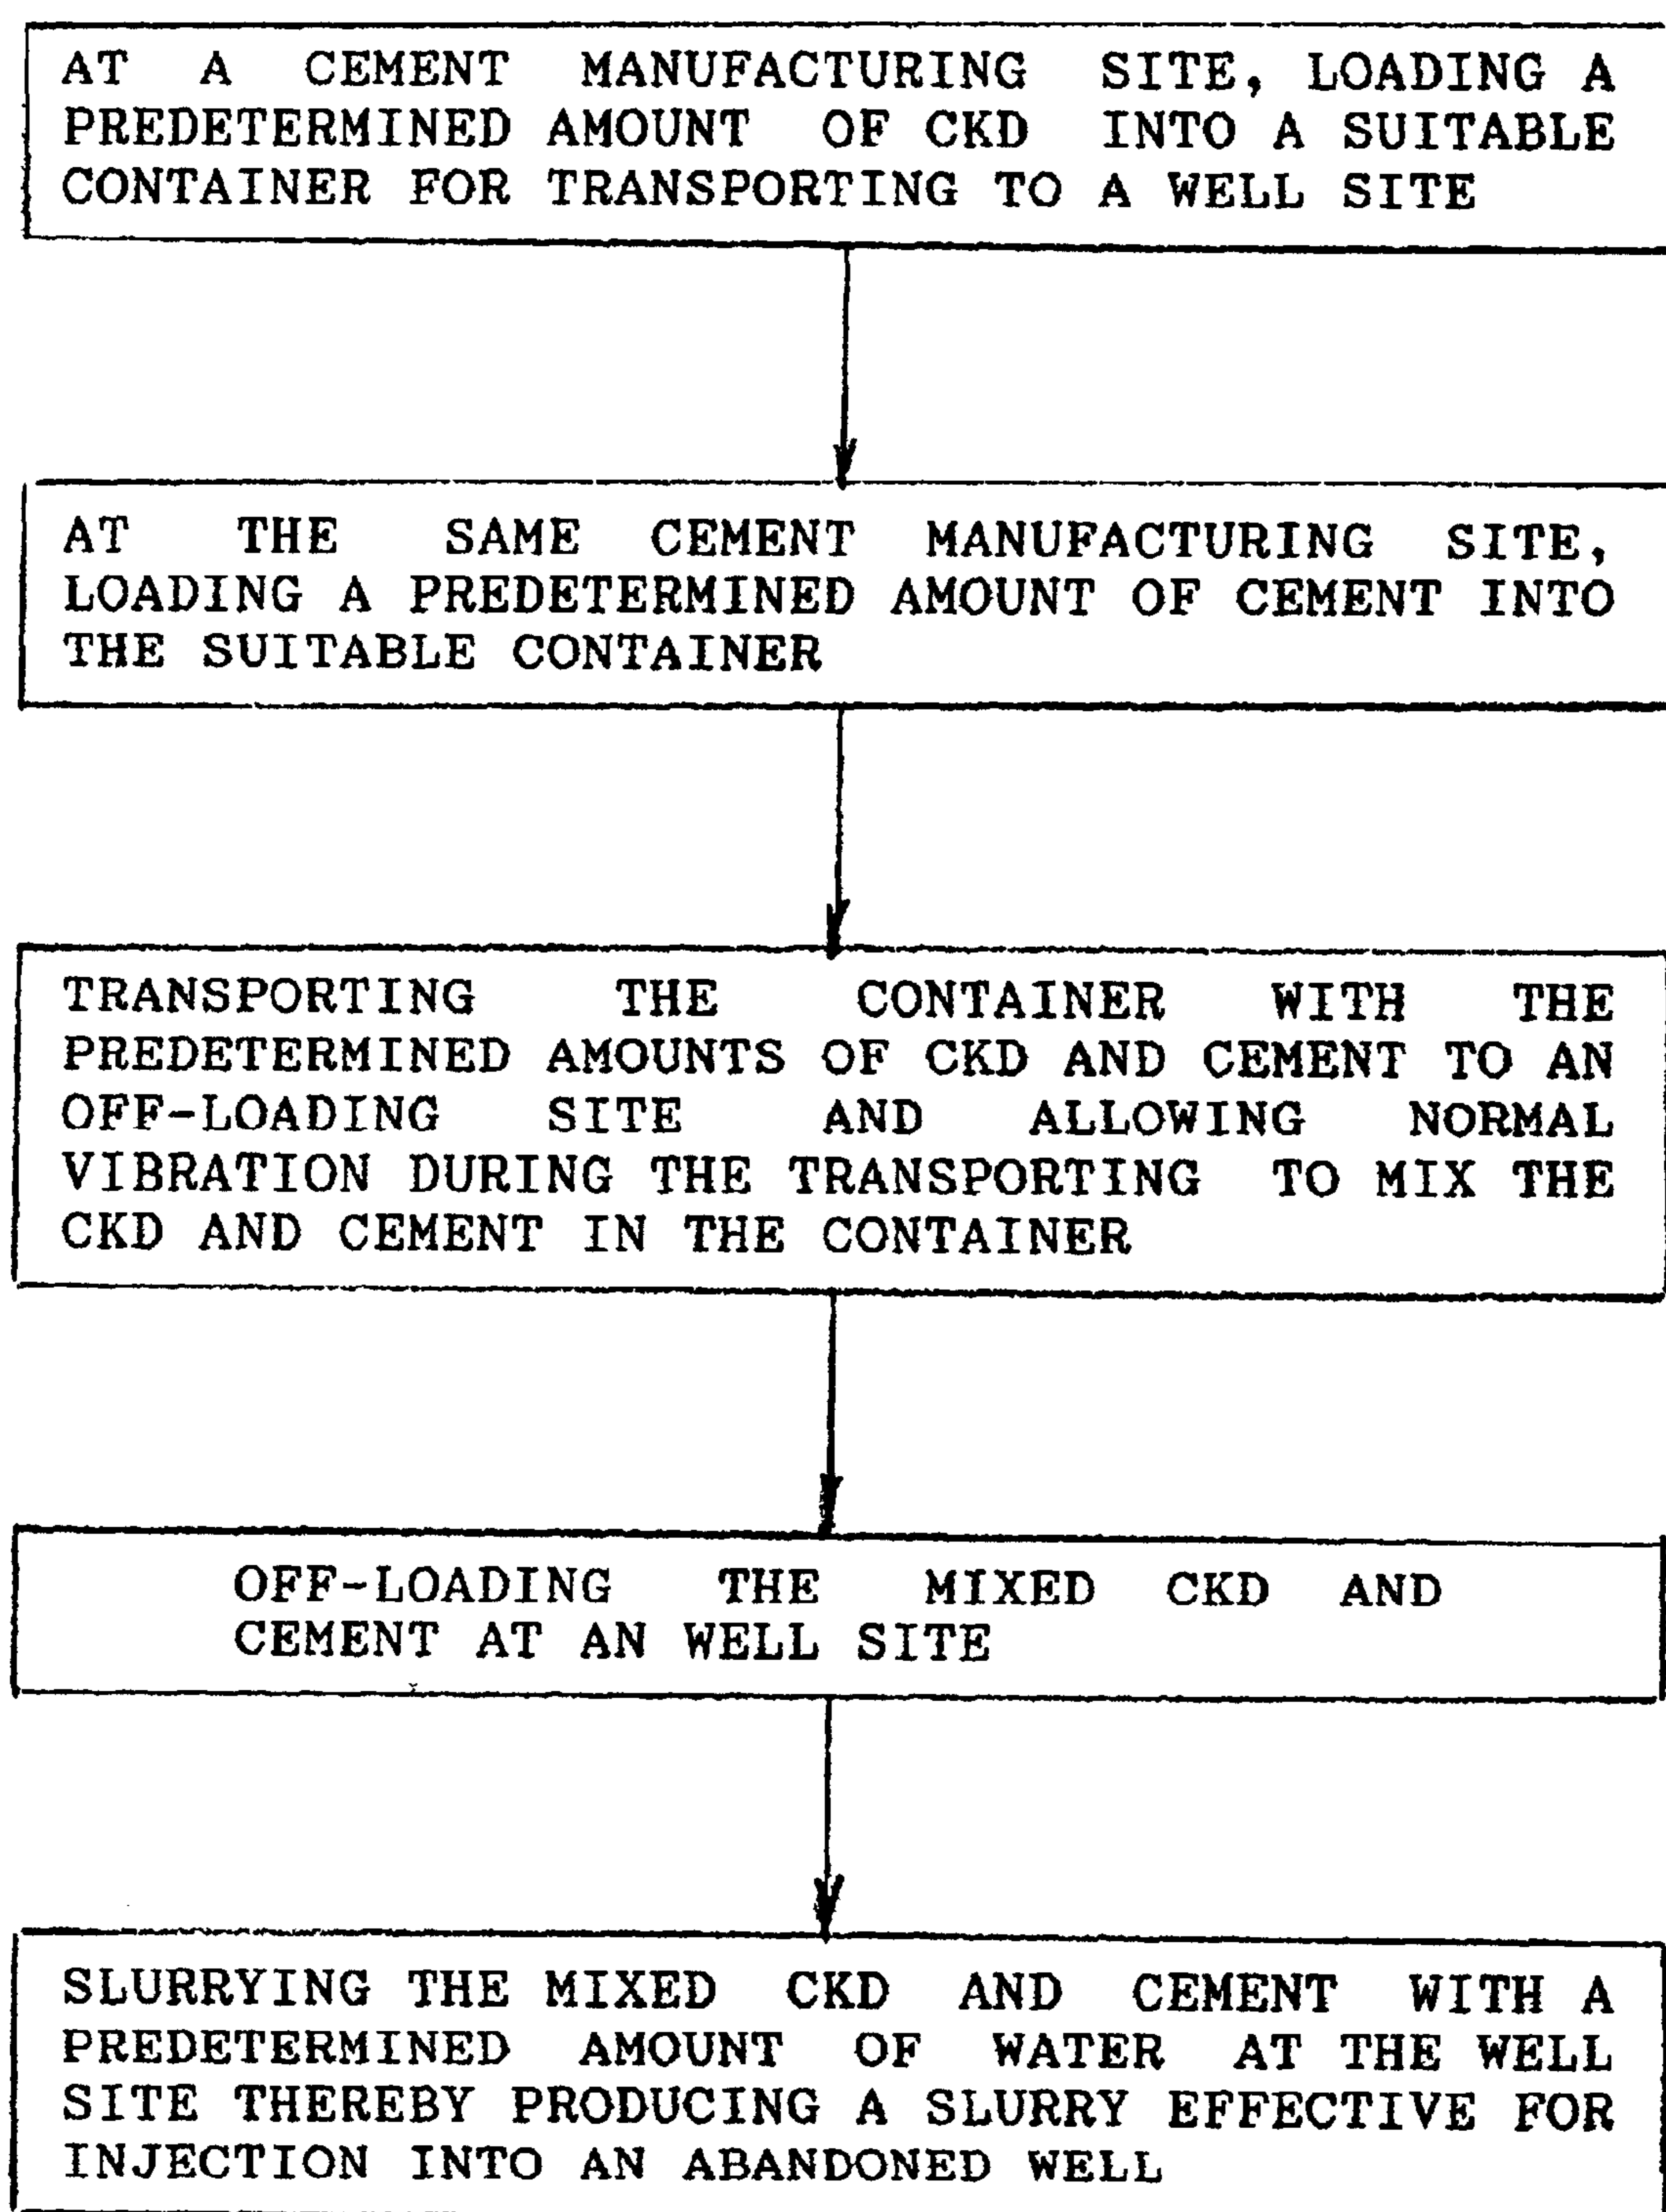 AT A CEMENT MANUFACTURING SITE, LOADING A
PREDETERMINED AMOUNT OF CKD INTO A SUITABLE
CONTAINER FOR TRANSPORTING TO A WELL SITE
AT THE SAME CEMENT MANUFACTURING SITE,
LOADING A PREDETERMINED AMOUNT OF CEMENT INTO
THE SUITABLE CONTAINER
TRANSPORTING THE CONTAINER WITH THE
PREDETERMINED AMOUNTS OF CKD AND CEMENT TO AN
OFF-LOADING SITE AND ALLOWING NORMAL
VIBRATION DURING THE TRANSPORTING TO MIX THE
CKD AND CEMENT IN THE CONTAINER
OFF-LOADING THE MIXED CKD AND
CEMENT AT AN WELL SITE
SLURRYING THE MIXED CKD AND CEMENT WITH A
PREDETERMINED AMOUNT OF WATER AT THE WELL
SITE THEREBY PRODUCING A SLURRY EFFECTIVE FOR
INJECTION INTO AN ABANDONED WELL